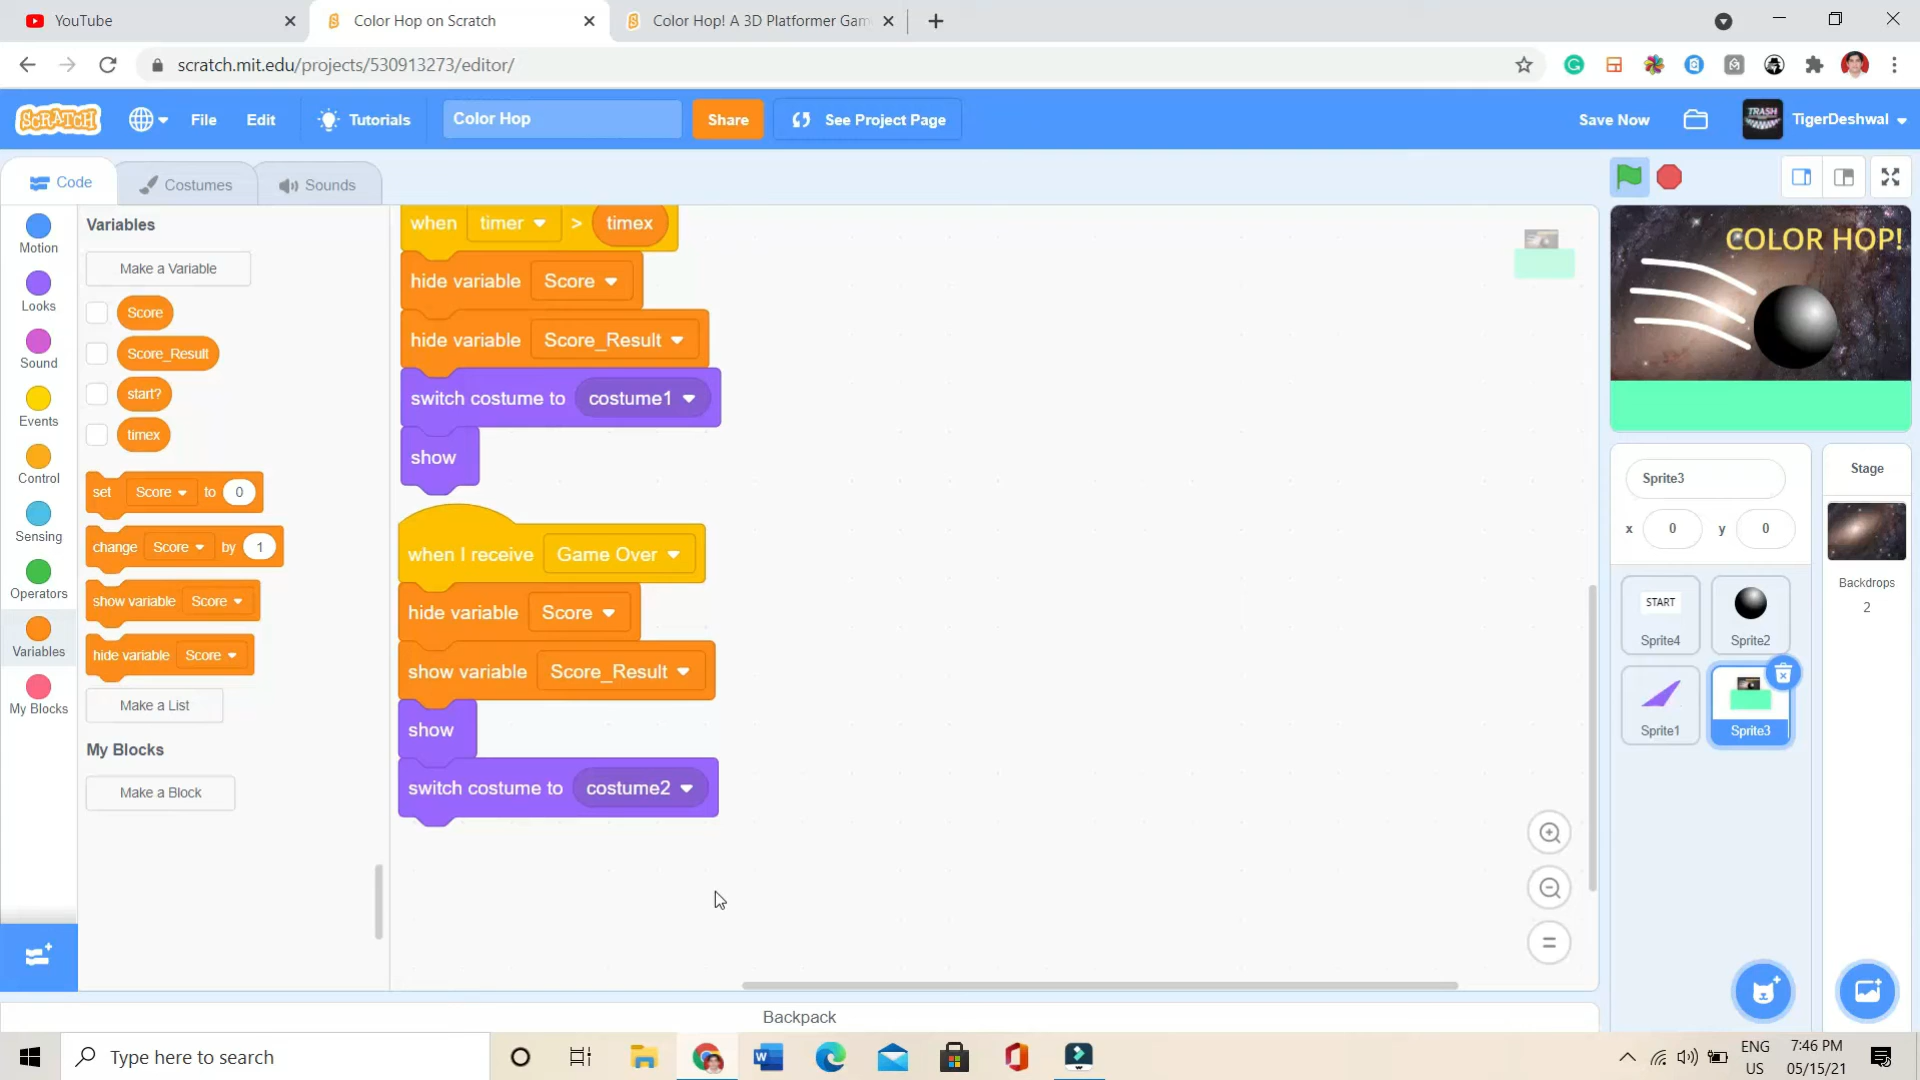 YouTube
Color Hop on Scratch
Color Hop! A 3D Platformer Gam
scratch.mit.edu/projects/530913273/editor/
SCRATCH
File
Edit
Tutorials
Color Hop
Share
See Project Page
Save Now
TRASH
TigerDeshwal
Code
Costumes
Sounds
Motion
Looks
Sound
Events
Control
Sensing
Operators
Variables
My Blocks
Variables
Make a Variable
Score
Score_Result
start?
timex
set Score to 0
change Score by 1
show variable Score
hide variable Score
Make a List
My Blocks
Make a Block
when timer > timex
hide variable Score
hide variable Score_Result
switch costume to costume1
show
when I receive Game Over
hide variable Score
show variable Score_Result
show
switch costume to costume2
COLOR HOP!
Sprite3
x 0 y 0
START
Sprite4
Sprite2
Sprite1
Sprite3
Stage
Backdrops
2
Backpack
Type here to search
ENG
US
7:46 PM
05/15/21